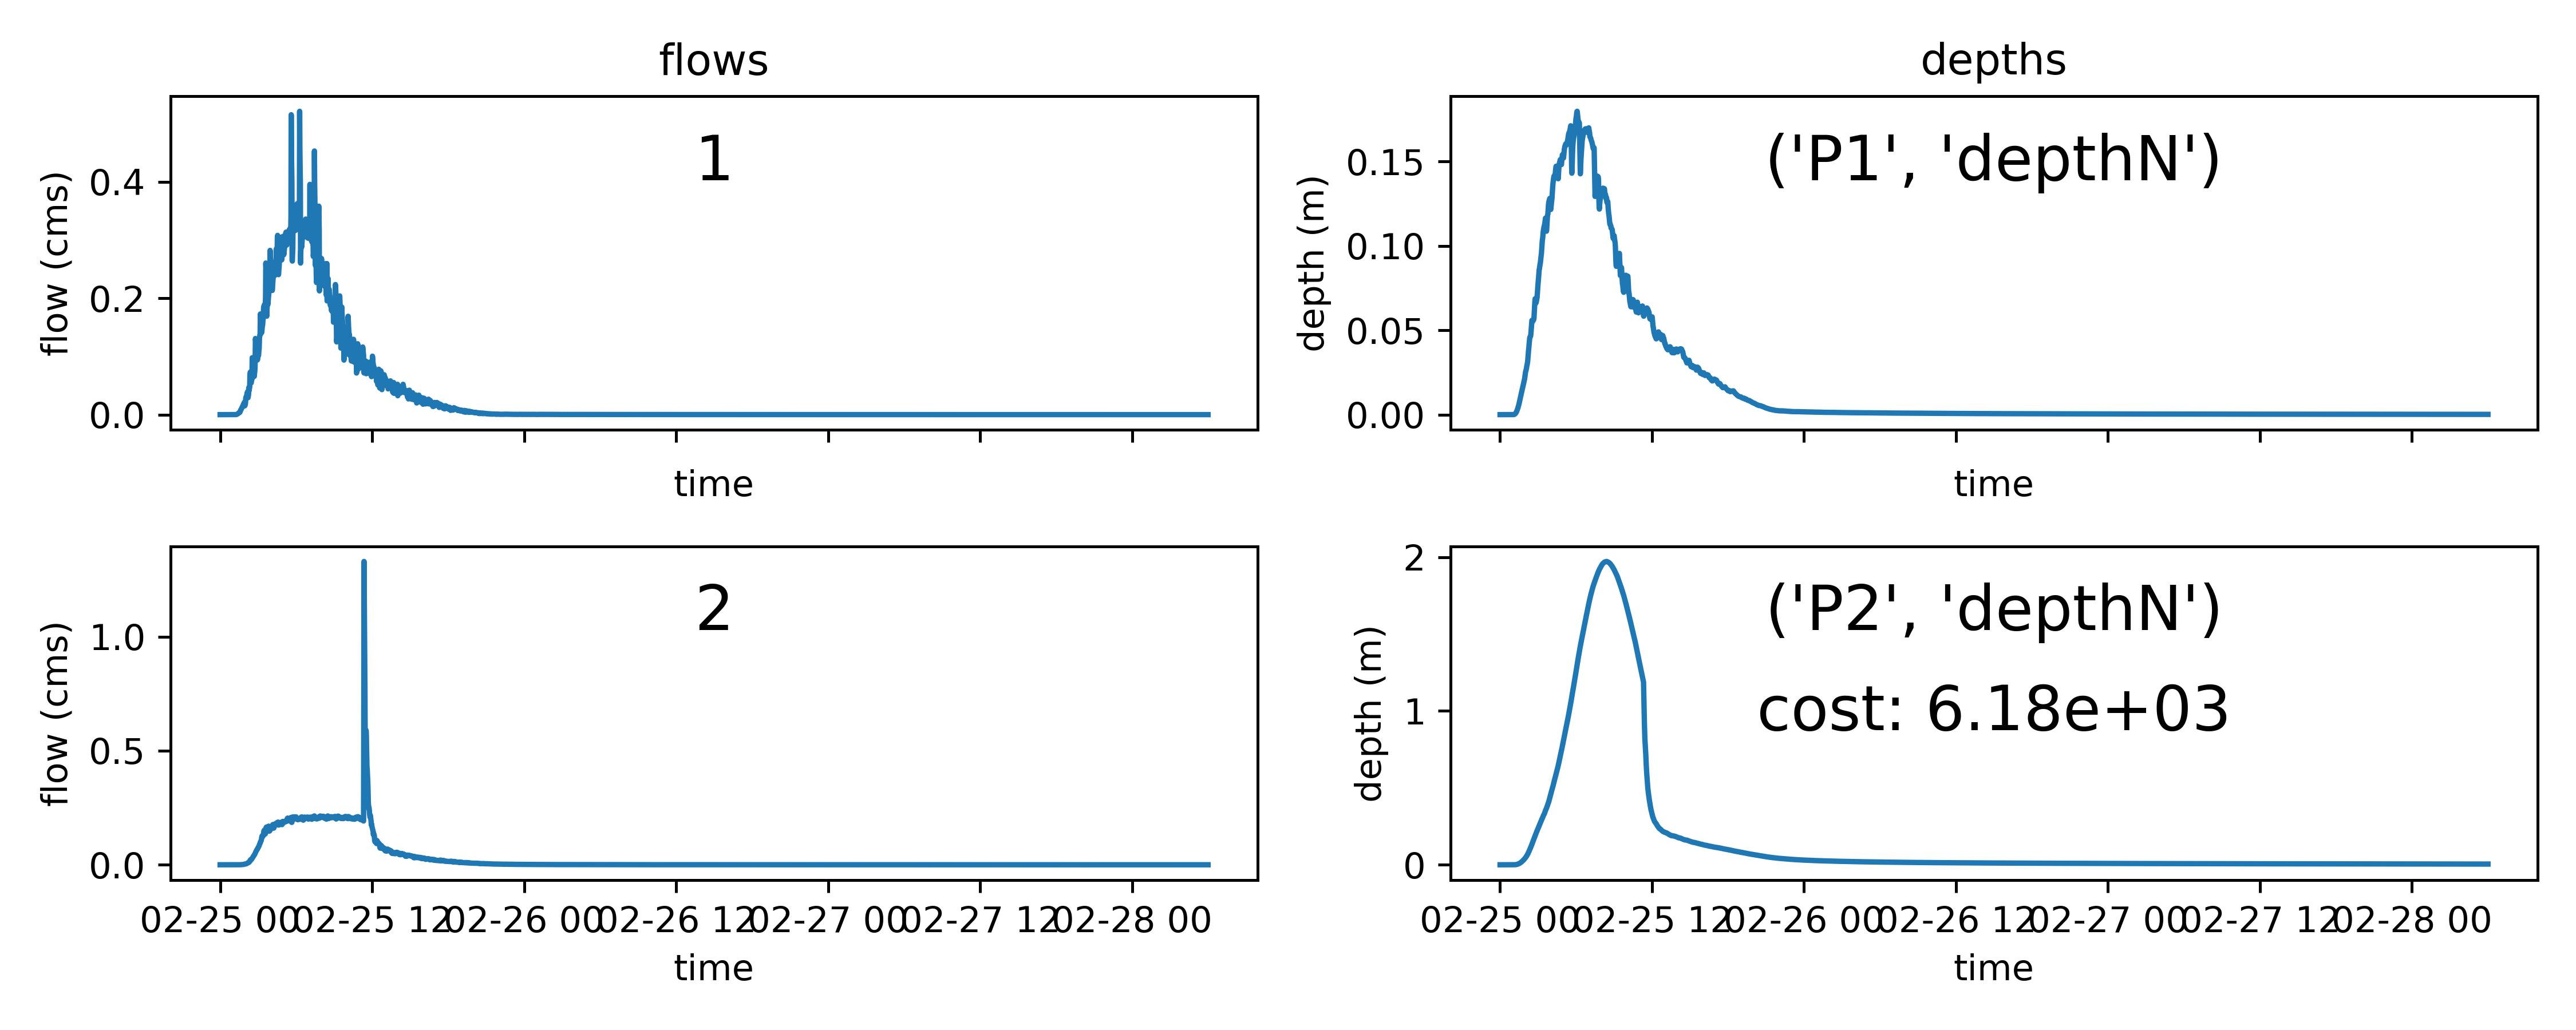 flows
flow (cms)
0.4
0.2
0.0
1
time
depths
depth (m)
0.15
0.10
0.05
0.00
('P1', 'depthN')
time
flow (cms)
1.0
0.5
0.0
2
02-25 00 02-25 12 02-26 00 02-26 12 02-27 00 02-27 12 02-28 00
time
depth (m)
2
1
0
('P2', 'depthN')
cost: 6.18e+03
02-25 00 02-25 12 02-26 00 02-26 12 02-27 00 02-27 12 02-28 00
time